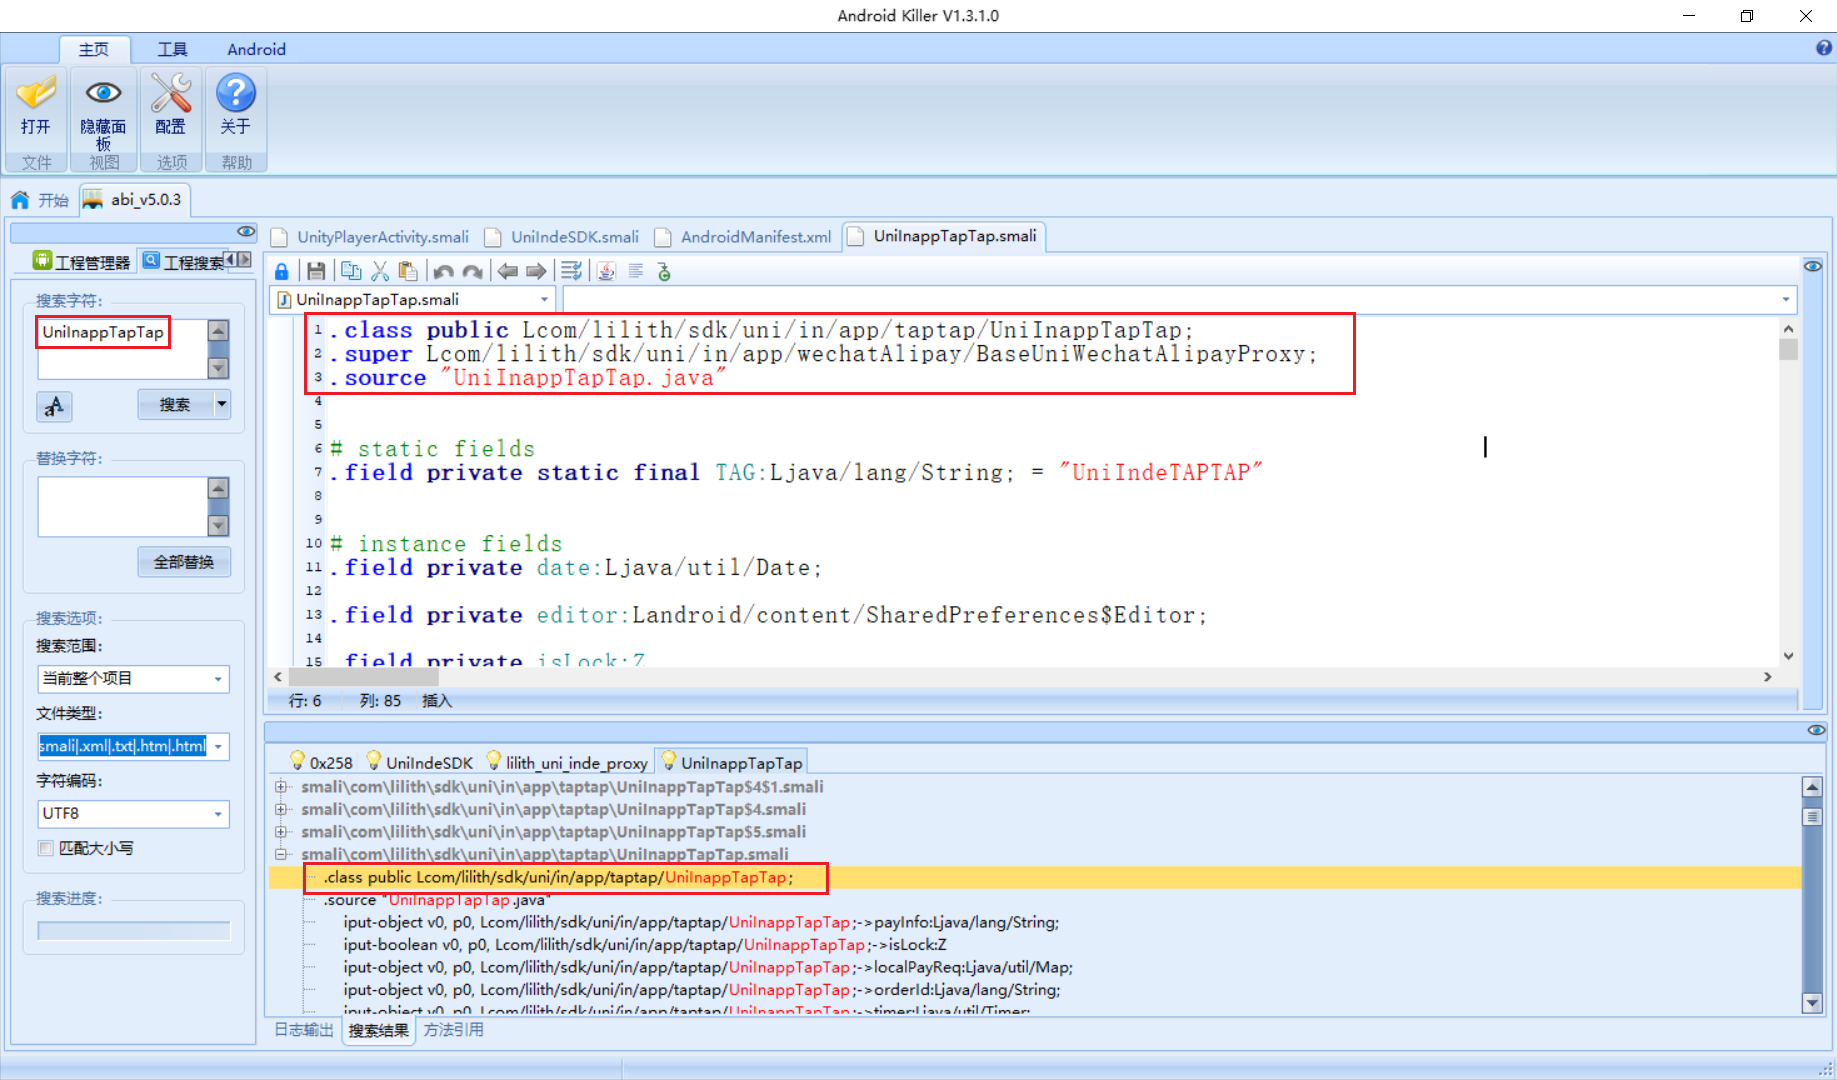 Android Killer V1.3.1.0
主页
工具
Android
打开
隐藏面
板
配置
关于
文件
视图
选项
帮助
开始
abi_v5.0.3
工程管理器
工程搜索
搜索字符:
UniInappTapTap
搜索
替换字符:
全部替换
搜索选项:
搜索范围:
当前整个项目
文件类型:
smali|.xml|.txt|.htm|.html
字符编码:
UTF8
匹配大小写
搜索进度:
UnityPlayerActivity.smali
UniIndeSDK.smali
AndroidManifest.xml
UniInappTapTap.smali
UniInappTapTap.smali
1 .class public Lcom/lilith/sdk/uni/in/app/taptap/UniInappTapTap;
2 .super Lcom/lilith/sdk/uni/in/app/wechatAlipay/BaseUniWechatAlipayProxy;
3 .source "UniInappTapTap.java"
4
5
6 # static fields
7 .field private static final TAG:Ljava/lang/String; = "UniIndeTAPTAP"
8
9
10 # instance fields
11 .field private date:Ljava/util/Date;
12
13 .field private editor:Landroid/content/SharedPreferences$Editor;
14
15 .field private isLock:Z
行: 6
列: 85
插入
0x258
UniIndeSDK
lilith_uni_inde_proxy
UniInappTapTap
smali\com\lilith\sdk\uni\in\app\taptap\UniInappTapTap$4$1.smali
smali\com\lilith\sdk\uni\in\app\taptap\UniInappTapTap$4.smali
smali\com\lilith\sdk\uni\in\app\taptap\UniInappTapTap$5.smali
smali\com\lilith\sdk\uni\in\app\taptap\UniInappTapTap.smali
.class public Lcom/lilith/sdk/uni/in/app/taptap/UniInappTapTap;
.source "UniInappTapTap.java"
iput-object v0, p0, Lcom/lilith/sdk/uni/in/app/taptap/UniInappTapTap;->payInfo:Ljava/lang/String;
iput-boolean v0, p0, Lcom/lilith/sdk/uni/in/app/taptap/UniInappTapTap;->isLock:Z
iput-object v0, p0, Lcom/lilith/sdk/uni/in/app/taptap/UniInappTapTap;->localPayReq:Ljava/util/Map;
iput-object v0, p0, Lcom/lilith/sdk/uni/in/app/taptap/UniInappTapTap;->orderId:Ljava/lang/String;
iput-object v0, p0, Lcom/lilith/sdk/uni/in/app/taptap/UniInappTapTap;->timer:Ljava/util/Timer;
日志输出
搜索结果
方法引用